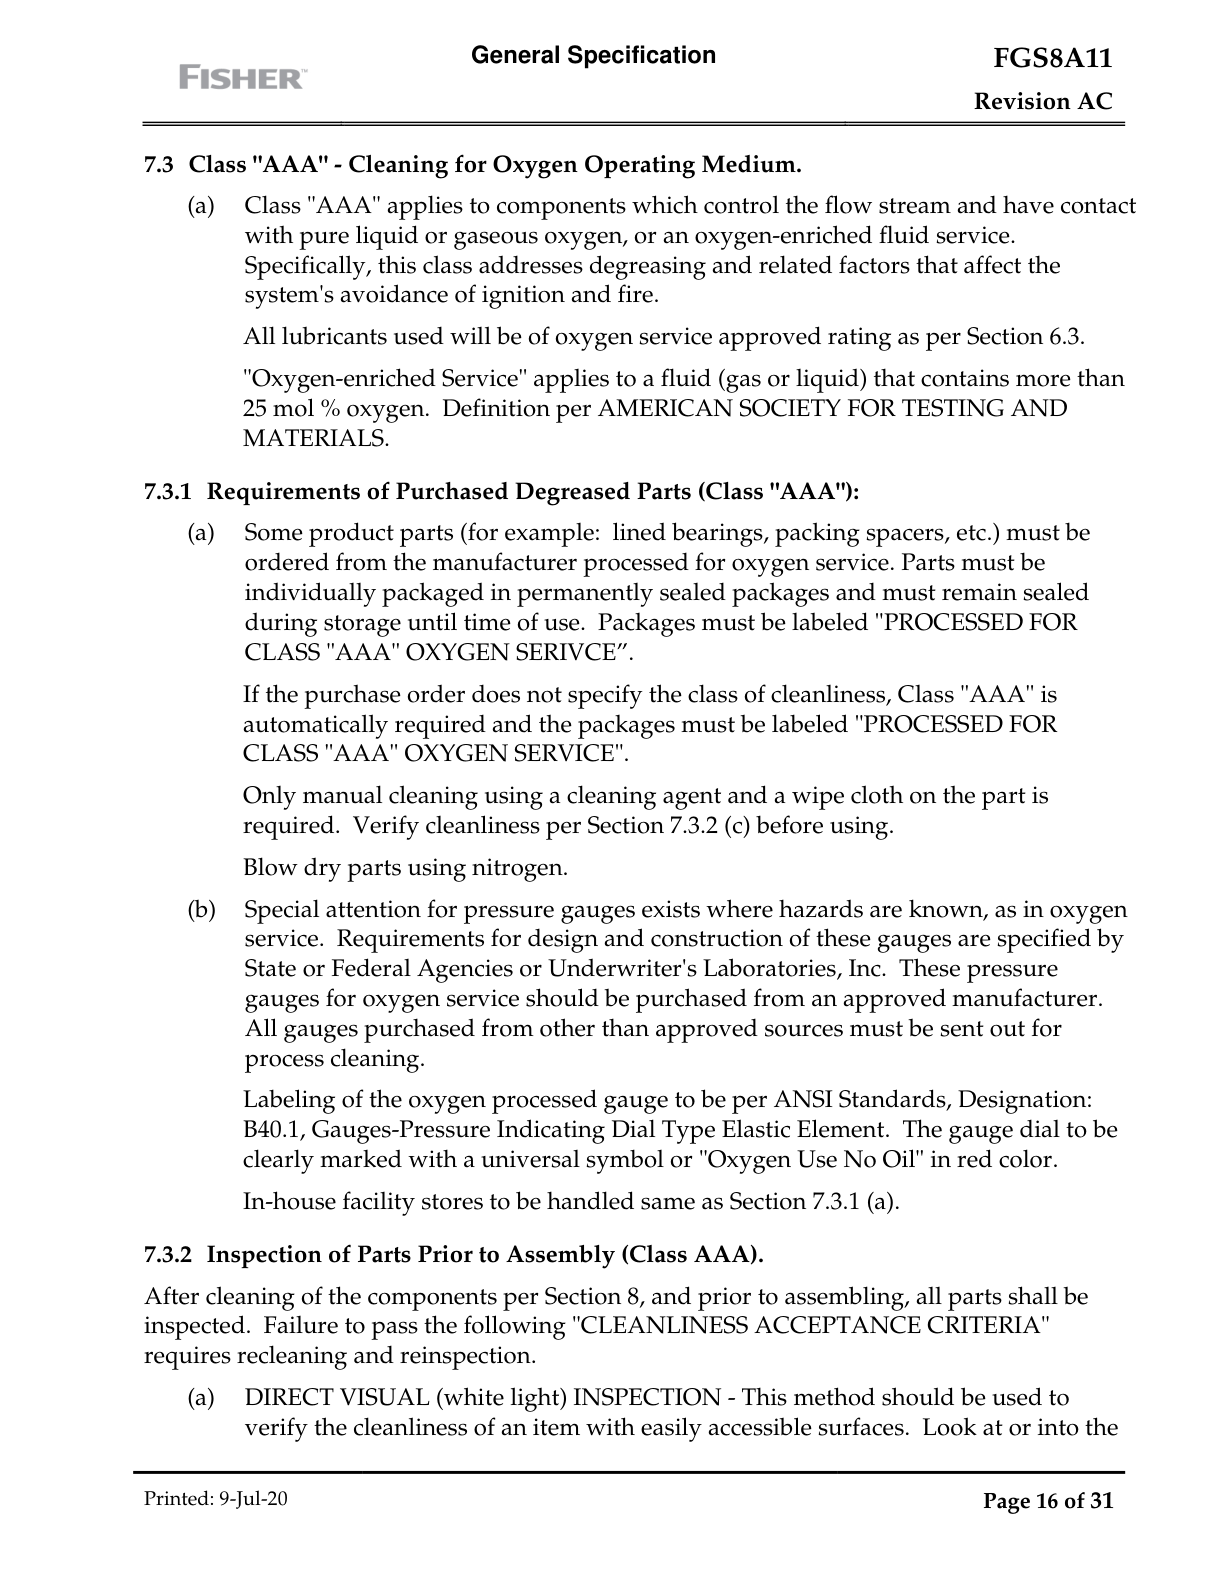 General Specification
FGS8A11
FISHER™
Revision AC
7.3 Class "AAA" - Cleaning for Oxygen Operating Medium.
(a) Class "AAA" applies to components which control the flow stream and have contact
with pure liquid or gaseous oxygen, or an oxygen-enriched fluid service.
Specifically, this class addresses degreasing and related factors that affect the
system's avoidance of ignition and fire.
All lubricants used will be of oxygen service approved rating as per Section 6.3.
"Oxygen-enriched Service" applies to a fluid (gas or liquid) that contains more than
25 mol % oxygen. Definition per AMERICAN SOCIETY FOR TESTING AND
MATERIALS.
7.3.1 Requirements of Purchased Degreased Parts (Class "AAA"):
(a) Some product parts (for example: lined bearings, packing spacers, etc.) must be
ordered from the manufacturer processed for oxygen service. Parts must be
individually packaged in permanently sealed packages and must remain sealed
during storage until time of use. Packages must be labeled "PROCESSED FOR
CLASS "AAA" OXYGEN SERIVCE”.
If the purchase order does not specify the class of cleanliness, Class "AAA" is
automatically required and the packages must be labeled "PROCESSED FOR
CLASS "AAA" OXYGEN SERVICE".
Only manual cleaning using a cleaning agent and a wipe cloth on the part is
required. Verify cleanliness per Section 7.3.2 (c) before using.
Blow dry parts using nitrogen.
(b) Special attention for pressure gauges exists where hazards are known, as in oxygen
service. Requirements for design and construction of these gauges are specified by
State or Federal Agencies or Underwriter's Laboratories, Inc. These pressure
gauges for oxygen service should be purchased from an approved manufacturer.
All gauges purchased from other than approved sources must be sent out for
process cleaning.
Labeling of the oxygen processed gauge to be per ANSI Standards, Designation:
B40.1, Gauges-Pressure Indicating Dial Type Elastic Element. The gauge dial to be
clearly marked with a universal symbol or "Oxygen Use No Oil" in red color.
In-house facility stores to be handled same as Section 7.3.1 (a).
7.3.2 Inspection of Parts Prior to Assembly (Class AAA).
After cleaning of the components per Section 8, and prior to assembling, all parts shall be
inspected. Failure to pass the following "CLEANLINESS ACCEPTANCE CRITERIA"
requires recleaning and reinspection.
(a) DIRECT VISUAL (white light) INSPECTION - This method should be used to
verify the cleanliness of an item with easily accessible surfaces. Look at or into the
Printed: 9-Jul-20
Page 16 of 31